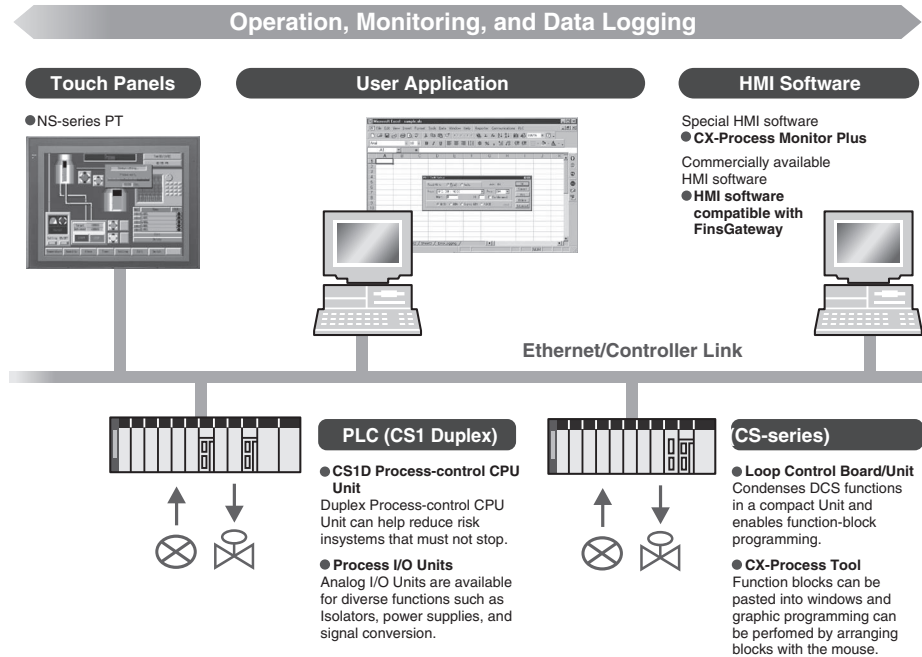 Operation, Monitoring, and Data Logging
Touch Panels
●NS-series PT
User Application
HMI Software
Special HMI software
● CX-Process Monitor Plus
Commercially available
HMI software
● HMI software
compatible with
FinsGateway
Ethernet/Controller Link
PLC (CS1 Duplex)
● CS1D Process-control CPU
Unit
Duplex Process-control CPU
Unit can help reduce risk
insystems that must not stop.
● Process I/O Units
Analog I/O Units are available
for diverse functions such as
Isolators, power supplies, and
signal conversion.
(CS-series)
● Loop Control Board/Unit
Condenses DCS functions
in a compact Unit and
enables function-block
programming.
● CX-Process Tool
Function blocks can be
pasted into windows and
graphic programming can
be perfomed by arranging
blocks with the mouse.